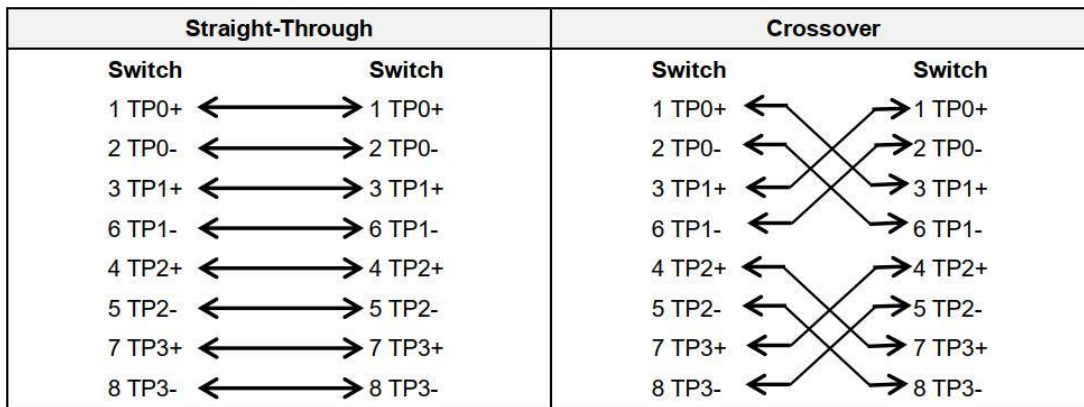 Straight-Through Crossover
Switch Switch Switch Switch
1 TP0+ 1 TP0+ 1 TP0+ 1 TP0+
2 TP0- 2 TP0- 2 TP0- 2 TP0-
3 TP1+ 3 TP1+ 3 TP1+ 3 TP1+
6 TP1- 6 TP1- 6 TP1- 6 TP1-
4 TP2+ 4 TP2+ 4 TP2+ 4 TP2+
5 TP2- 5 TP2- 5 TP2- 5 TP2-
7 TP3+ 7 TP3+ 7 TP3+ 7 TP3+
8 TP3- 8 TP3- 8 TP3- 8 TP3-